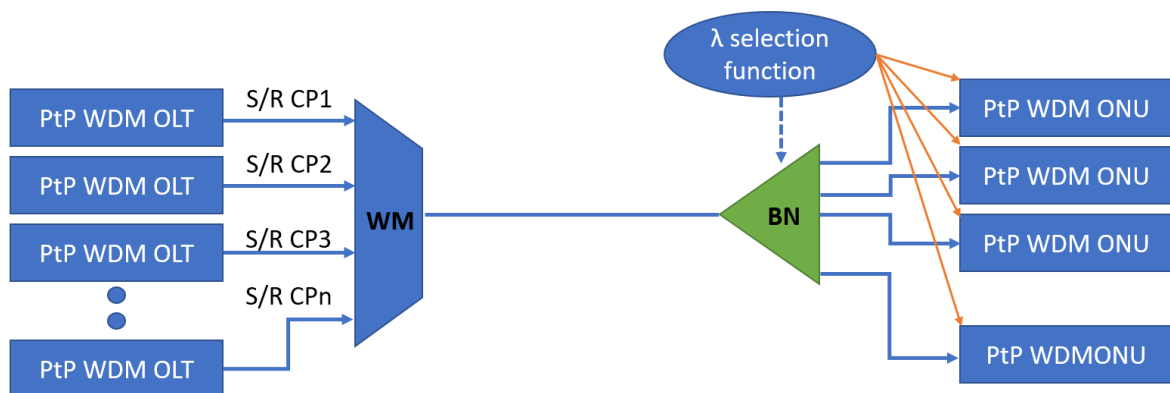 λ selection
function
PtP WDM OLT
S/R CP1
PtP WDM ONU
PtP WDM OLT
S/R CP2
PtP WDM ONU
WM
BN
PtP WDM OLT
S/R CP3
PtP WDM ONU
S/R CPn
PtP WDM OLT
PtP WDMONU